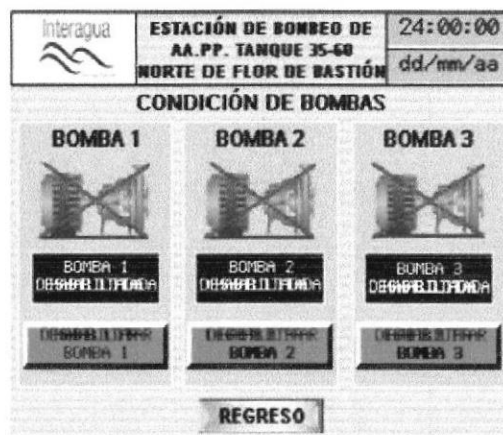 Interagua
ESTACIÓN DE BOMBEO DE
AA.PP. TANQUE 35-60
NORTE DE FLOR DE BASTIÓN
24:00:00
dd/mm/aa
CONDICIÓN DE BOMBAS
BOMBA 1
BOMBA 2
BOMBA 3
BOMBA 1
BOMBA 2
BOMBA 3
BOMBA 1
BOMBA 2
BOMBA 3
REGRESO